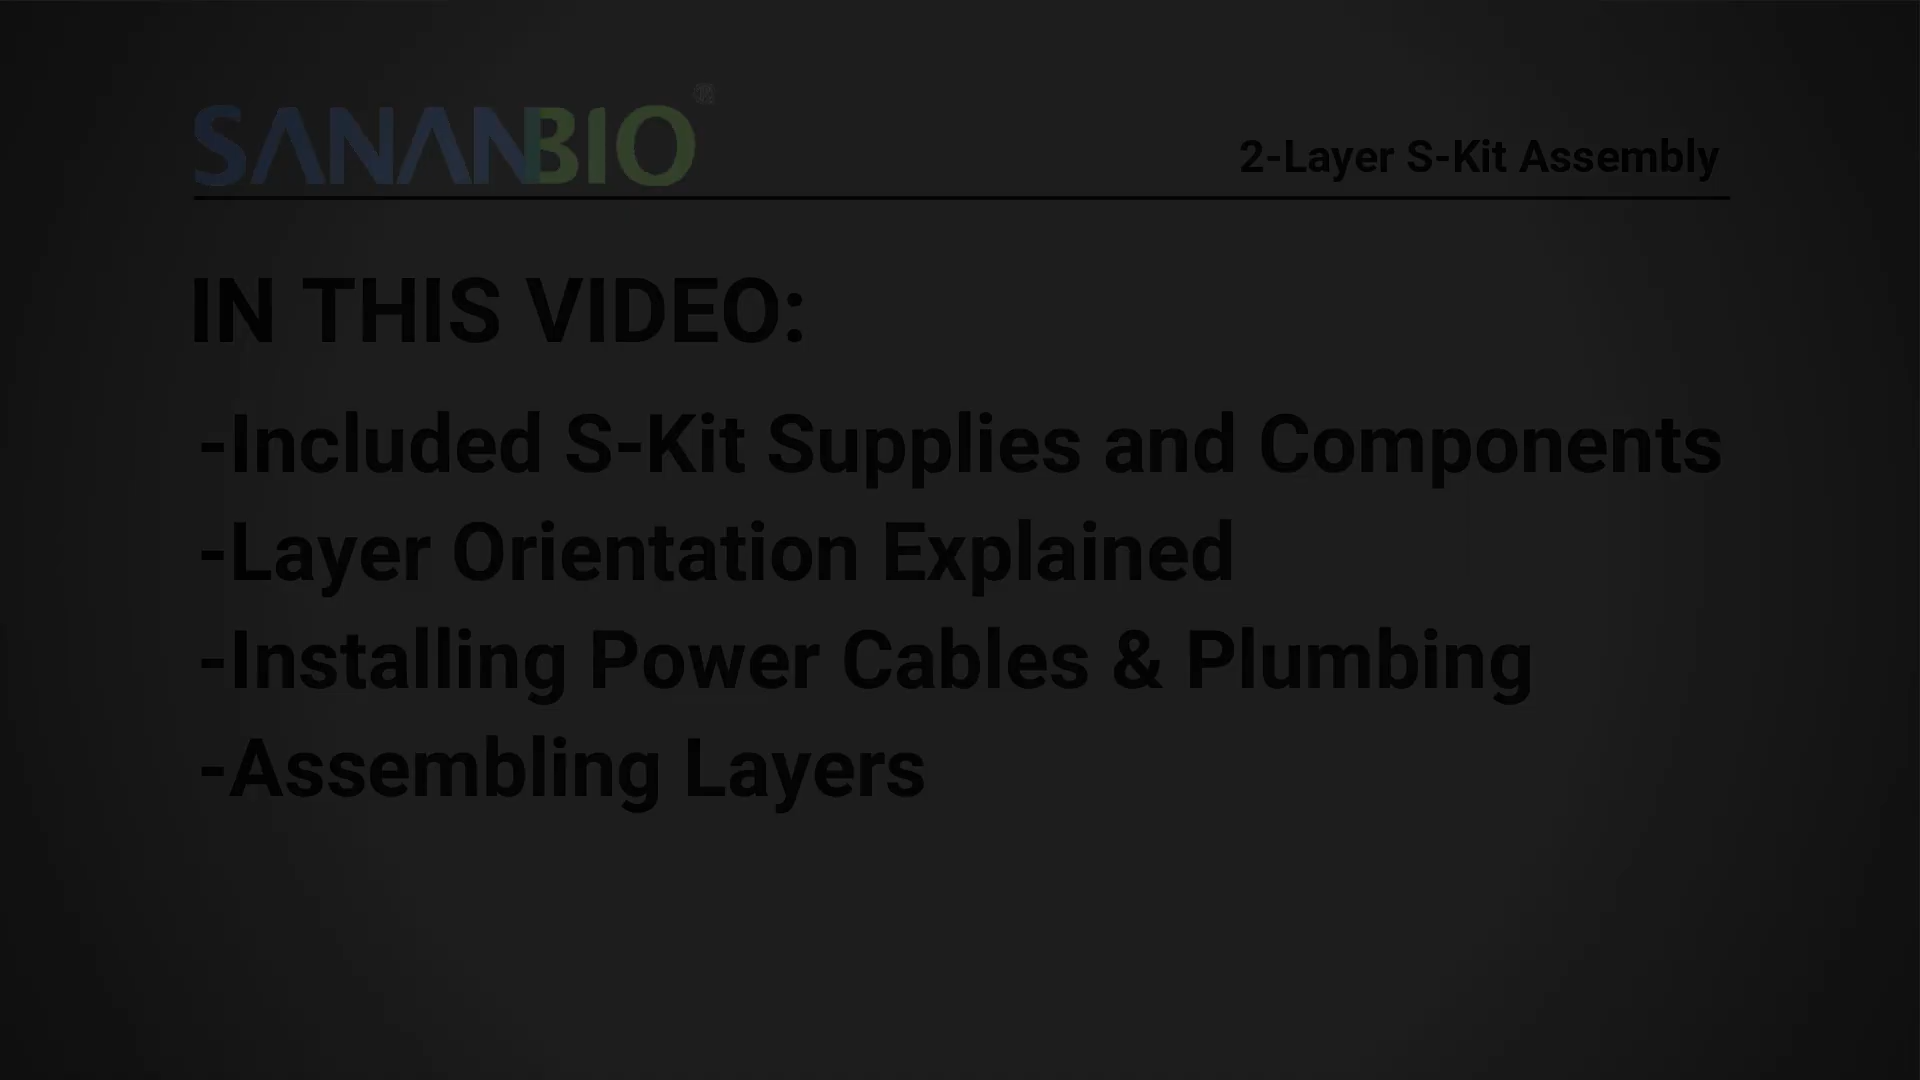 SANANBIO®
2-Layer S-Kit Assembly
IN THIS VIDEO:
-Included S-Kit Supplies and Components
-Layer Orientation Explained
-Installing Power Cables & Plumbing
-Assembling Layers